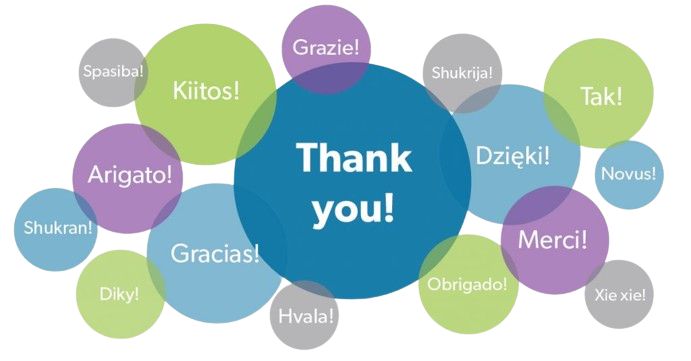 Grazie!
Spasiba!
Kiitos!
Shukrija!
Tak!
Thank
you!
Arigato!
Dzięki!
Novus!
Shukran!
Gracias!
Merci!
Diky!
Hvala!
Obrigado!
Xie xie!